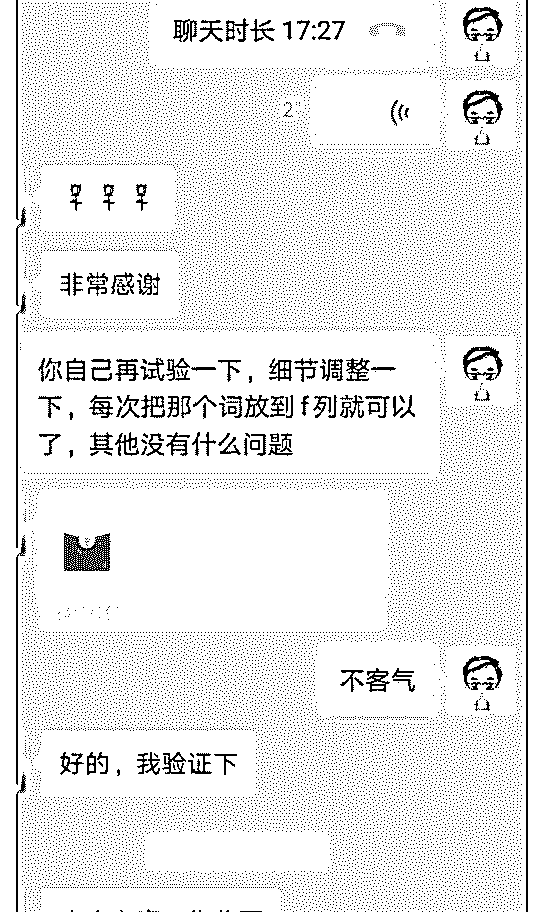 聊天时长 17:27
2"
非常感谢
你自己再试验一下，细节调整一
下，每次把那个词放到 f 列就可以
了，其他没有什么问题
不客气
好的，我验证下